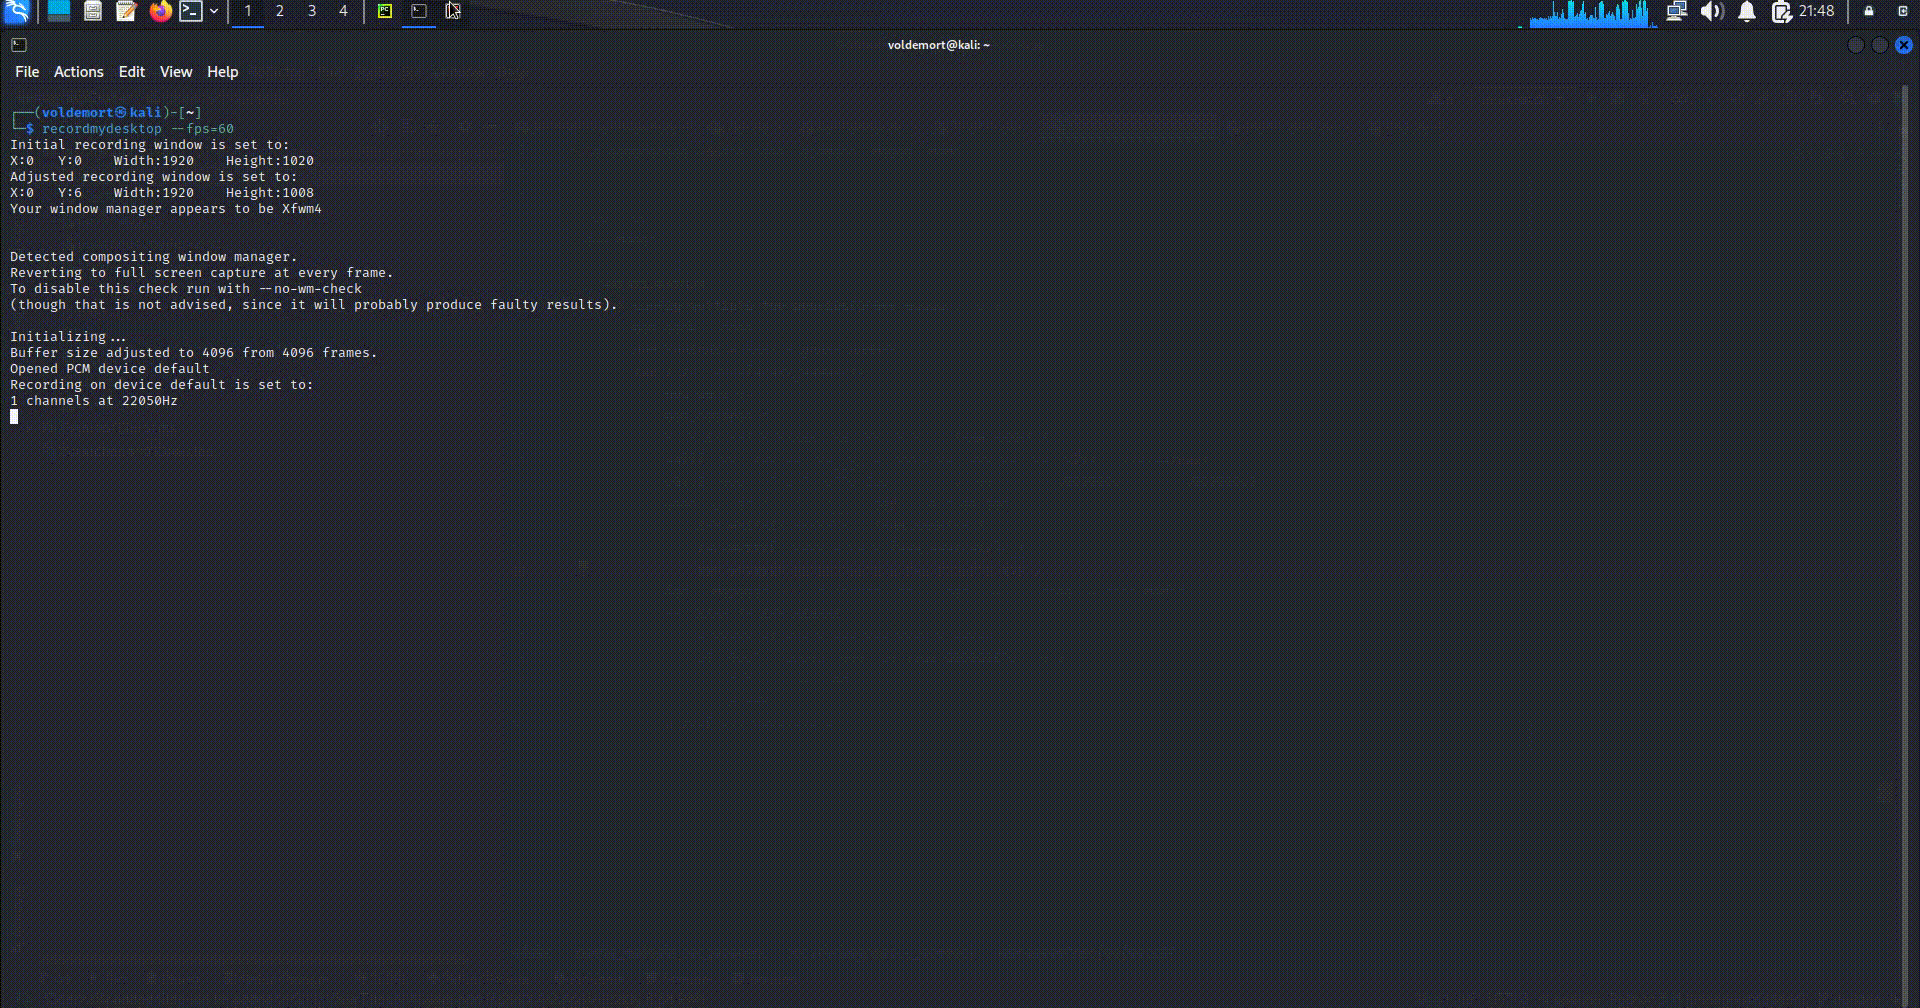 1 2 3 4 21:48
voldemort@kali: ~
File Actions Edit View Help
┌──(voldemort㉿kali)-[~]
└─$ recordmydesktop --fps=60
Initial recording window is set to:
X:0   Y:0    Width:1920    Height:1020
Adjusted recording window is set to:
X:0   Y:6    Width:1920    Height:1008
Your window manager appears to be Xfwm4
Detected compositing window manager.
Reverting to full screen capture at every frame.
To disable this check run with --no-wm-check
(though that is not advised, since it will probably produce faulty results).
Initializing...
Buffer size adjusted to 4096 from 4096 frames.
Opened PCM device default
Recording on device default is set to:
1 channels at 22050Hz